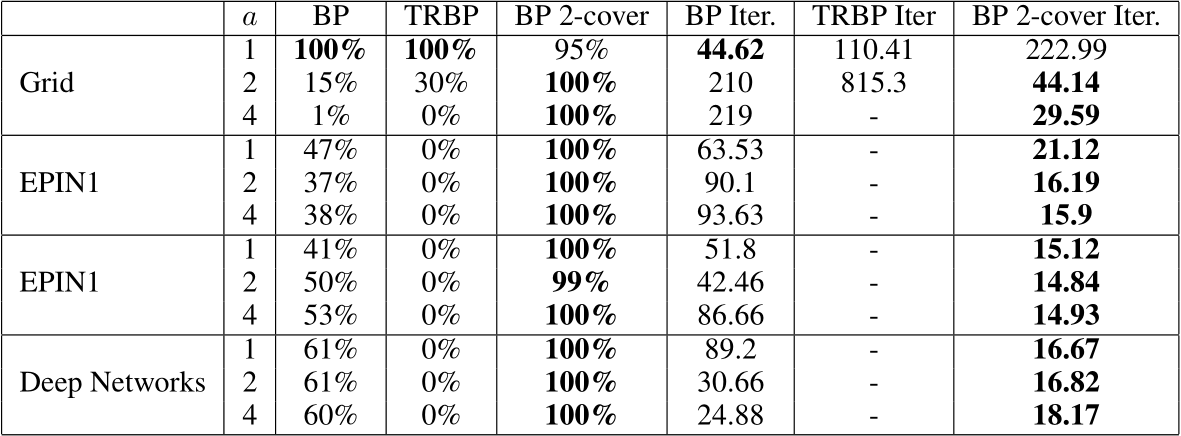 a BP TRBP BP 2-cover BP Iter. TRBP Iter BP 2-cover Iter.
1 100% 100% 95% 44.62 110.41 222.99
Grid 2 15% 30% 100% 210 815.3 44.14
4 1% 0% 100% 219 - 29.59
1 47% 0% 100% 63.53 - 21.12
EPIN1 2 37% 0% 100% 90.1 - 16.19
4 38% 0% 100% 93.63 - 15.9
1 41% 0% 100% 51.8 - 15.12
EPIN1 2 50% 0% 99% 42.46 - 14.84
4 53% 0% 100% 86.66 - 14.93
1 61% 0% 100% 89.2 - 16.67
Deep Networks 2 61% 0% 100% 30.66 - 16.82
4 60% 0% 100% 24.88 - 18.17